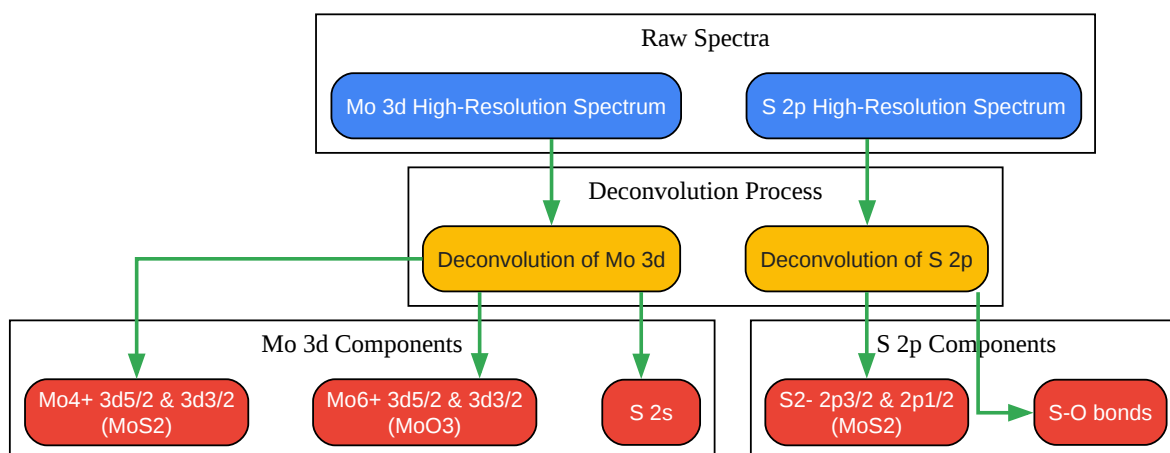 Raw Spectra
Mo 3d High-Resolution Spectrum
S 2p High-Resolution Spectrum
Deconvolution Process
Deconvolution of Mo 3d
Deconvolution of S 2p
Mo 3d Components
Mo4+ 3d5/2 & 3d3/2
(MoS2)
Mo6+ 3d5/2 & 3d3/2
(MoO3)
S 2s
S 2p Components
S2- 2p3/2 & 2p1/2
(MoS2)
S-O bonds